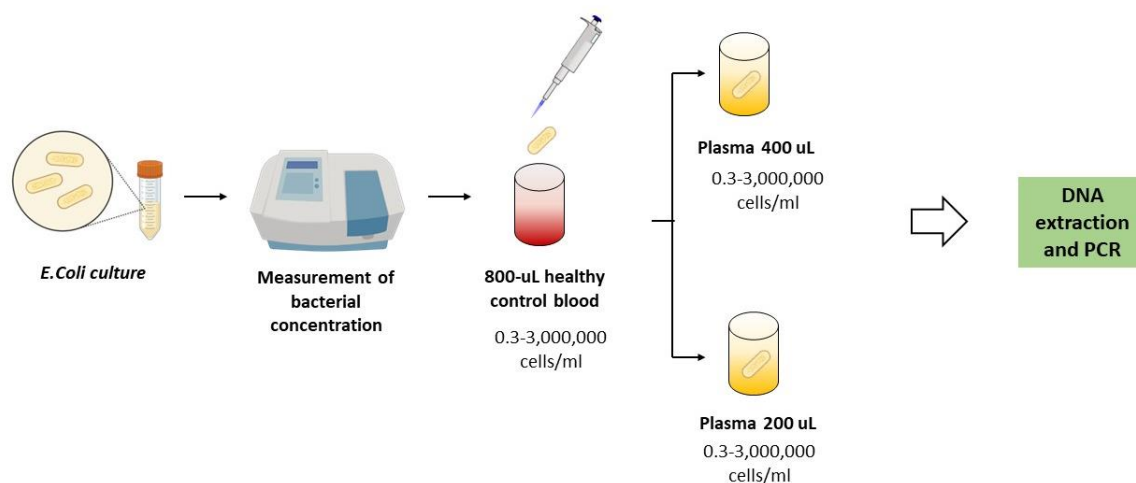 E.Coli culture
Measurement of
bacterial
concentration
800-uL healthy
control blood
0.3-3,000,000
cells/ml
Plasma 400 uL
0.3-3,000,000
cells/ml
Plasma 200 uL
0.3-3,000,000
cells/ml
DNA
extraction
and PCR